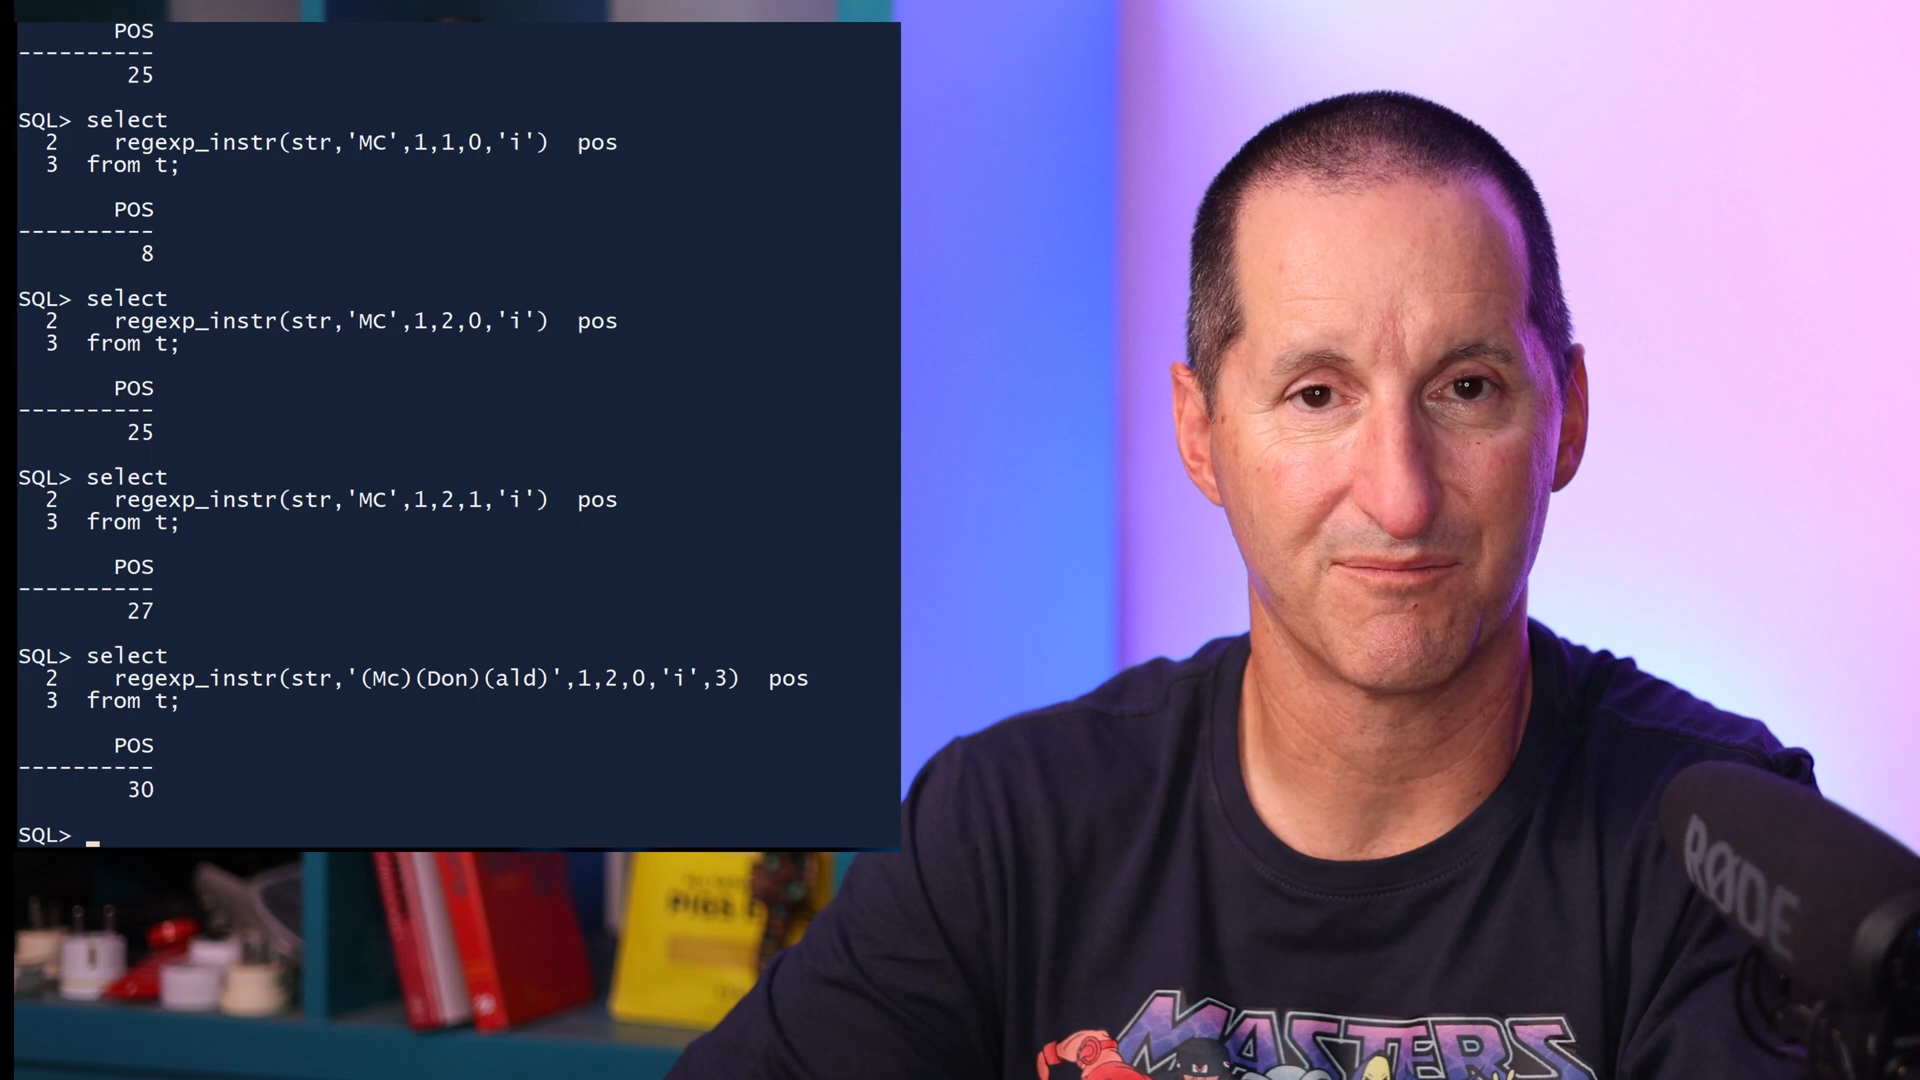 POS
----------
25
SQL> select
2 regexp_instr(str,'MC',1,1,0,'i') pos
3 from t;
POS
----------
8
SQL> select
2 regexp_instr(str,'MC',1,2,0,'i') pos
3 from t;
POS
----------
25
SQL> select
2 regexp_instr(str,'MC',1,2,1,'i') pos
3 from t;
POS
----------
27
SQL> select
2 regexp_instr(str,'(Mc)(Don)(ald)',1,2,0,'i',3) pos
3 from t;
POS
----------
30
SQL>
PIGS
RØDE
MASTERS